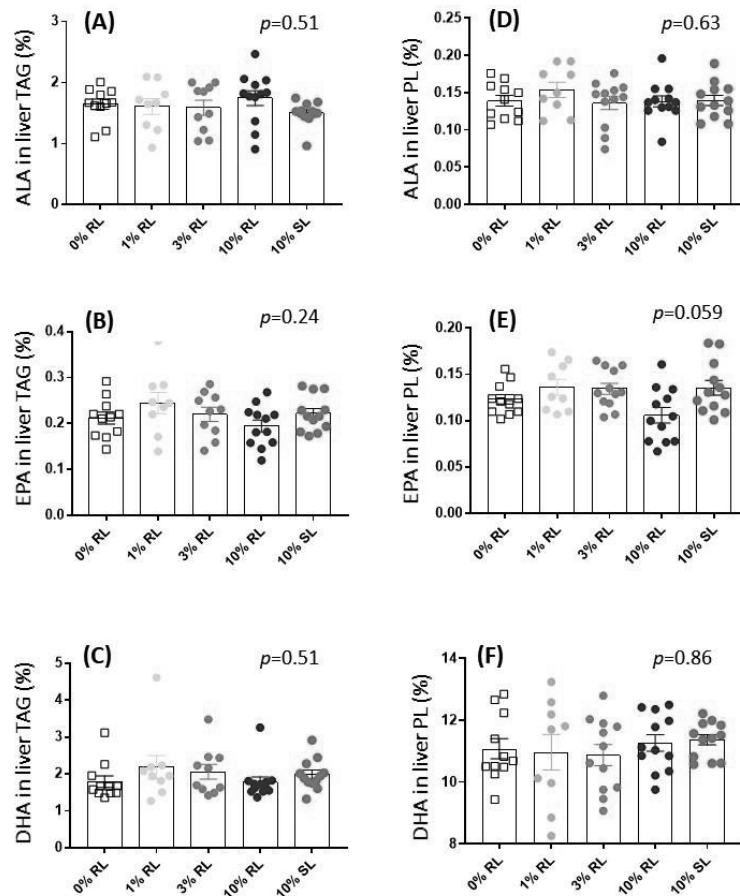 (A)
p=0.51
ALA in liver TAG (%)
3
2
1
0
0% RL
1% RL
3% RL
10% RL
10% SL
(D)
p=0.63
ALA in liver PL (%)
0.20
0.15
0.10
0.05
0.00
0% RL
1% RL
3% RL
10% RL
10% SL
(B)
p=0.24
EPA in liver TAG (%)
0.4
0.3
0.2
0.0
0% RL
1% RL
3% RL
10% RL
10% SL
(E)
p=0.059
EPA in liver PL (%)
0.20
0.15
0.10
0.05
0.00
0% RL
1% RL
3% RL
10% RL
10% SL
(C)
p=0.51
DHA in liver TAG (%)
5
4
3
2
1
0
0% RL
1% RL
3% RL
10% RL
10% SL
(F)
p=0.86
DHA in liver PL (%)
14
12
10
8
0% RL
1% RL
3% RL
10% RL
10% SL